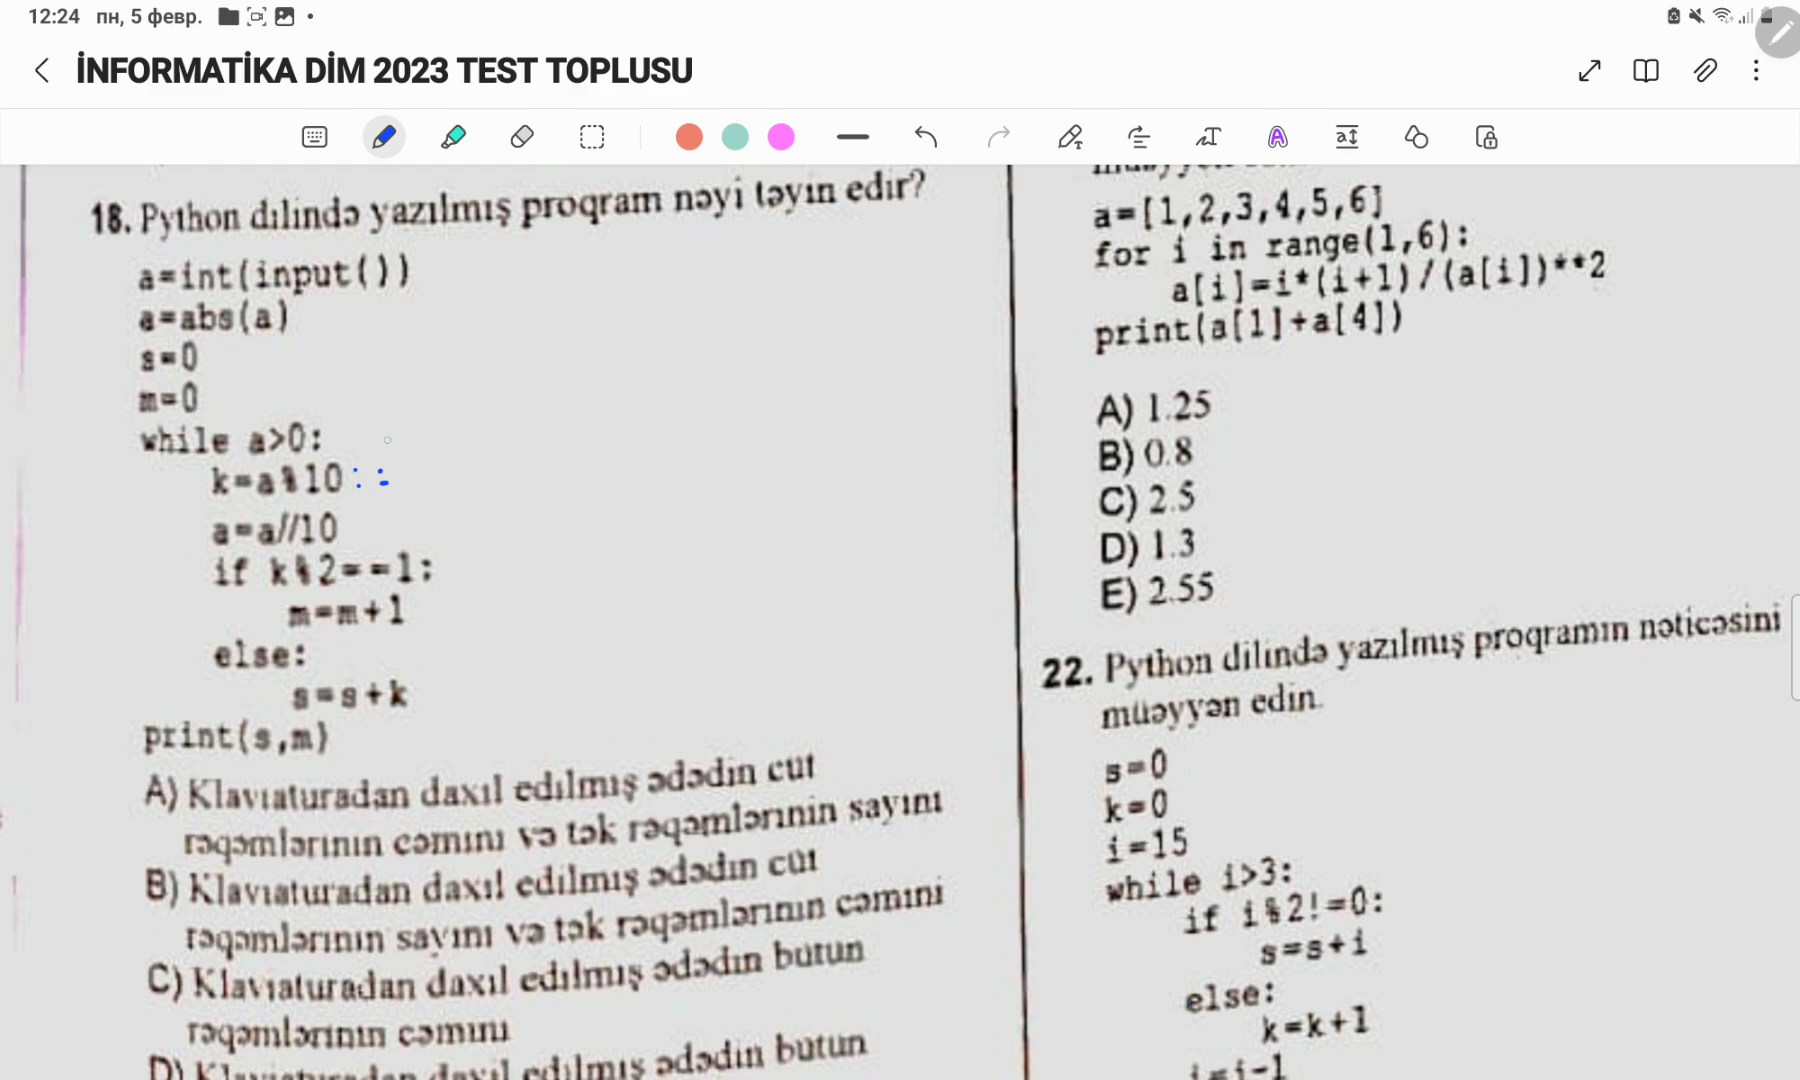 12:24 пн, 5 февр.
İNFORMATİKA DİM 2023 TEST TOPLUSU
18. Python dilində yazılmış proqram nəyi təyin edir?
a=int(input())
a=abs(a)
s=0
m=0
while a>0:
k=a%10
a=a//10
if k%2==1:
m=m+1
else:
s=s+k
print(s,m)
A) Klaviaturadan daxil edilmiş ədədin cüt
rəqəmlərinin cəmini və tək rəqəmlərinin sayını
B) Klaviaturadan daxil edilmiş ədədin cüt
rəqəmlərinin sayını və tək rəqəmlərinin cəmini
C) Klaviaturadan daxil edilmiş ədədin bütün
rəqəmlərinin cəmini
D) Klaviaturadan daxil edilmiş ədədin bütün
a=[1,2,3,4,5,6]
for i in range(1,6):
a[i]=i*(i+1)/(a[i])**2
print(a[1]+a[4])
A) 1.25
B) 0.8
C) 2.5
D) 1.3
E) 2.55
22. Python dilində yazılmış proqramın nəticəsini
müəyyən edin.
s=0
k=0
i=15
while i>3:
if i%2!=0:
s=s+i
else:
k=k+1
i=i-1